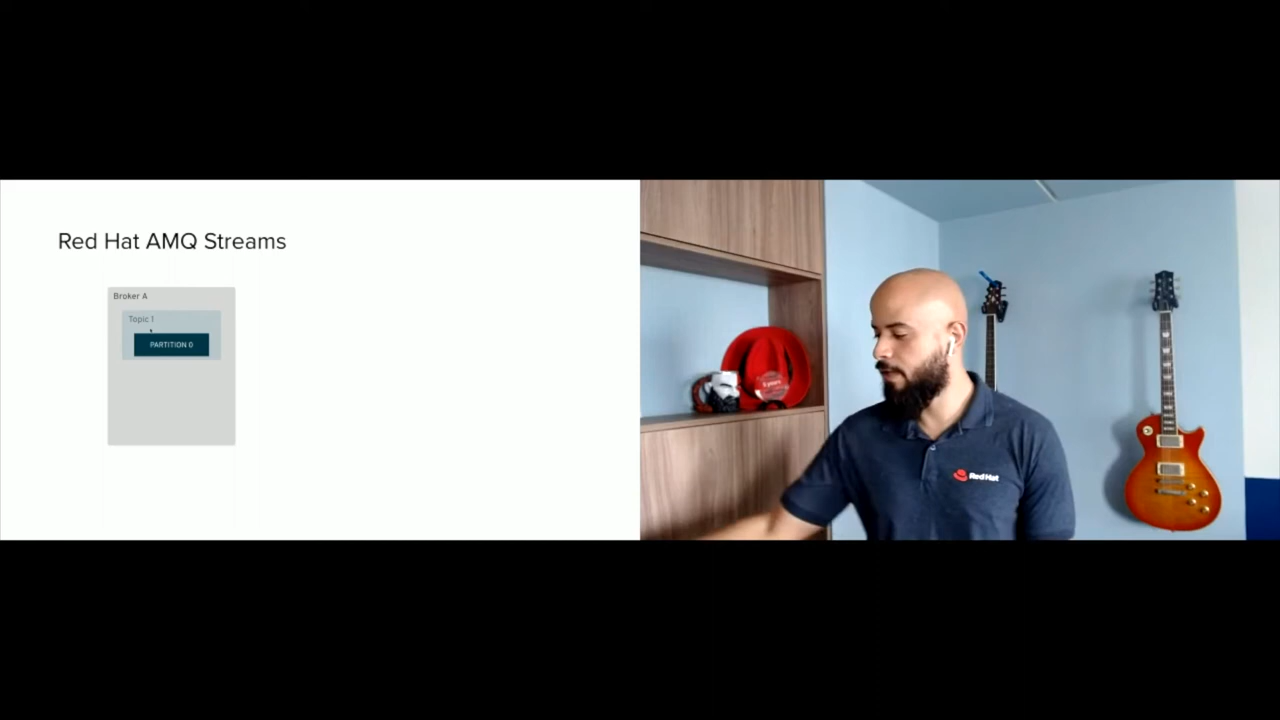 Red Hat AMQ Streams
Broker A
Topic 1
PARTITION 0
Red Hat